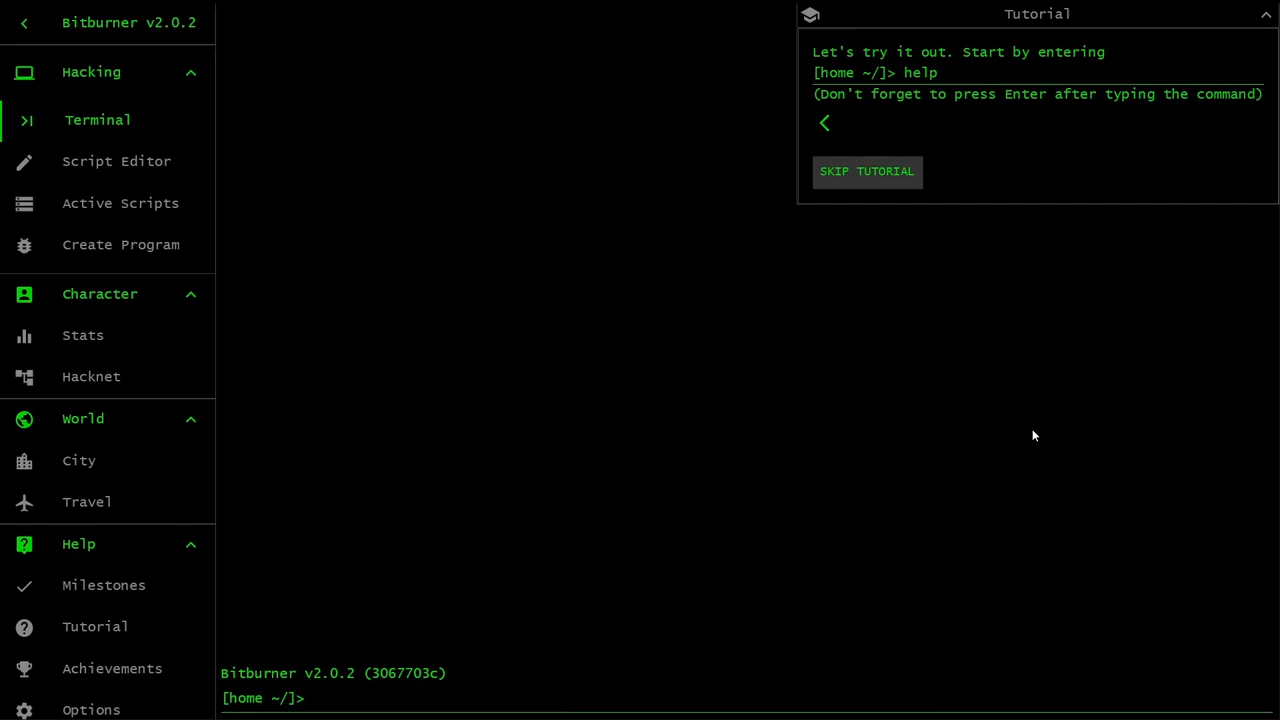 Bitburner v2.0.2
Hacking
Terminal
Script Editor
Active Scripts
Create Program
Character
Stats
Hacknet
World
City
Travel
Help
Milestones
Tutorial
Achievements
Options
Tutorial
Let's try it out. Start by entering
[home ~/]> help
(Don't forget to press Enter after typing the command)
SKIP TUTORIAL
Bitburner v2.0.2 (3067703c)
[home ~/]>